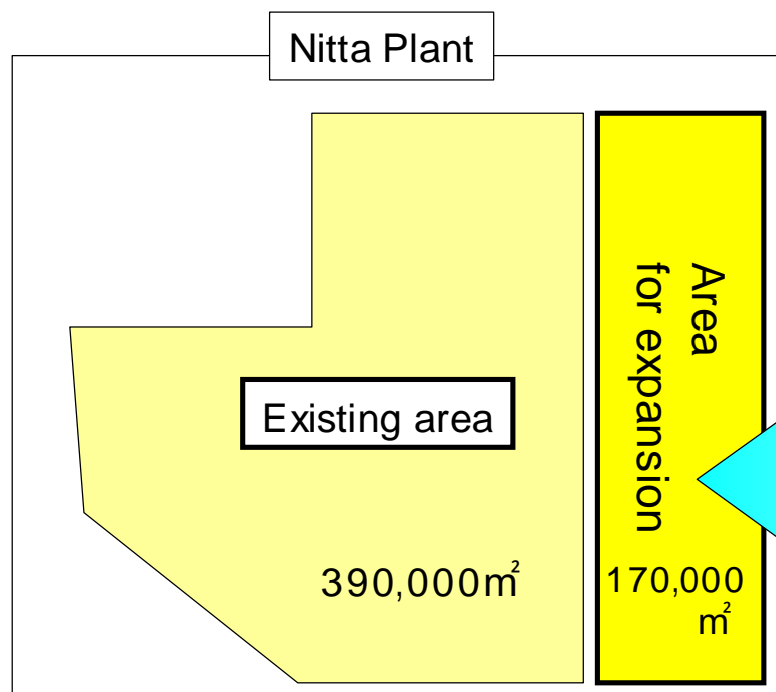 Nitta Plant
Existing area
390,000㎡
Area
for expansion
170,000
㎡